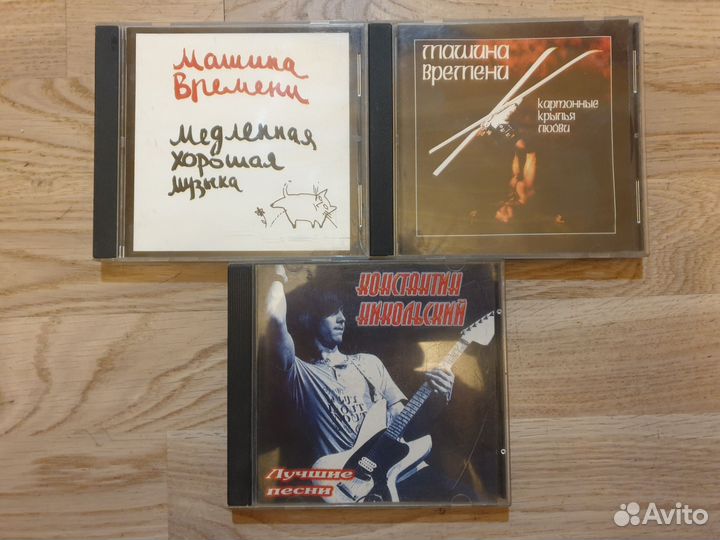 Машина
Времени
Медленная
хорошая
музыка
машина
времени
картонные
крылья
любви
КОНСТАНТИН
НИКОЛЬСКИЙ
Лучшие
песни
Avito